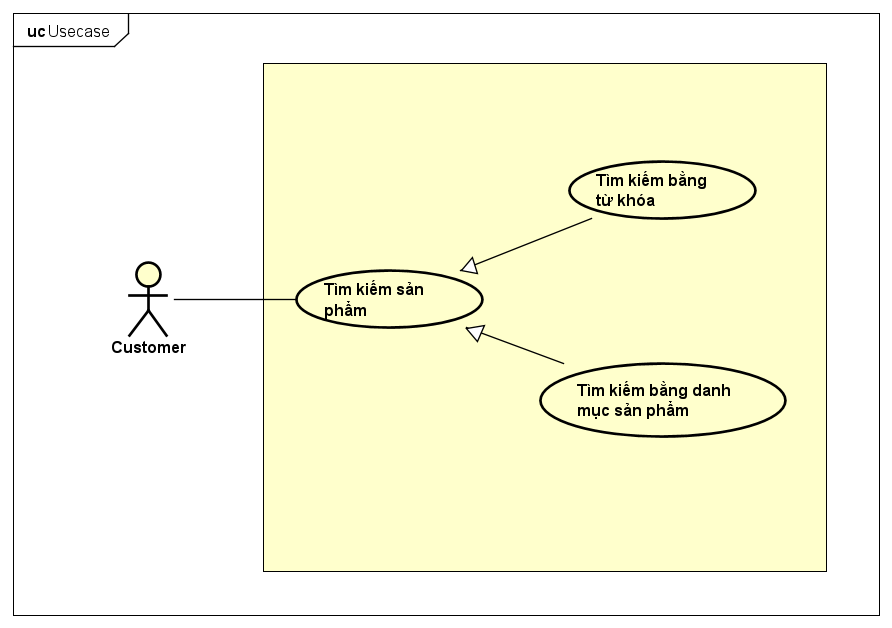 uc Usecase
Tìm kiếm bằng
từ khóa
Tìm kiếm sản
phẩm
Customer
Tìm kiếm bằng danh
mục sản phẩm